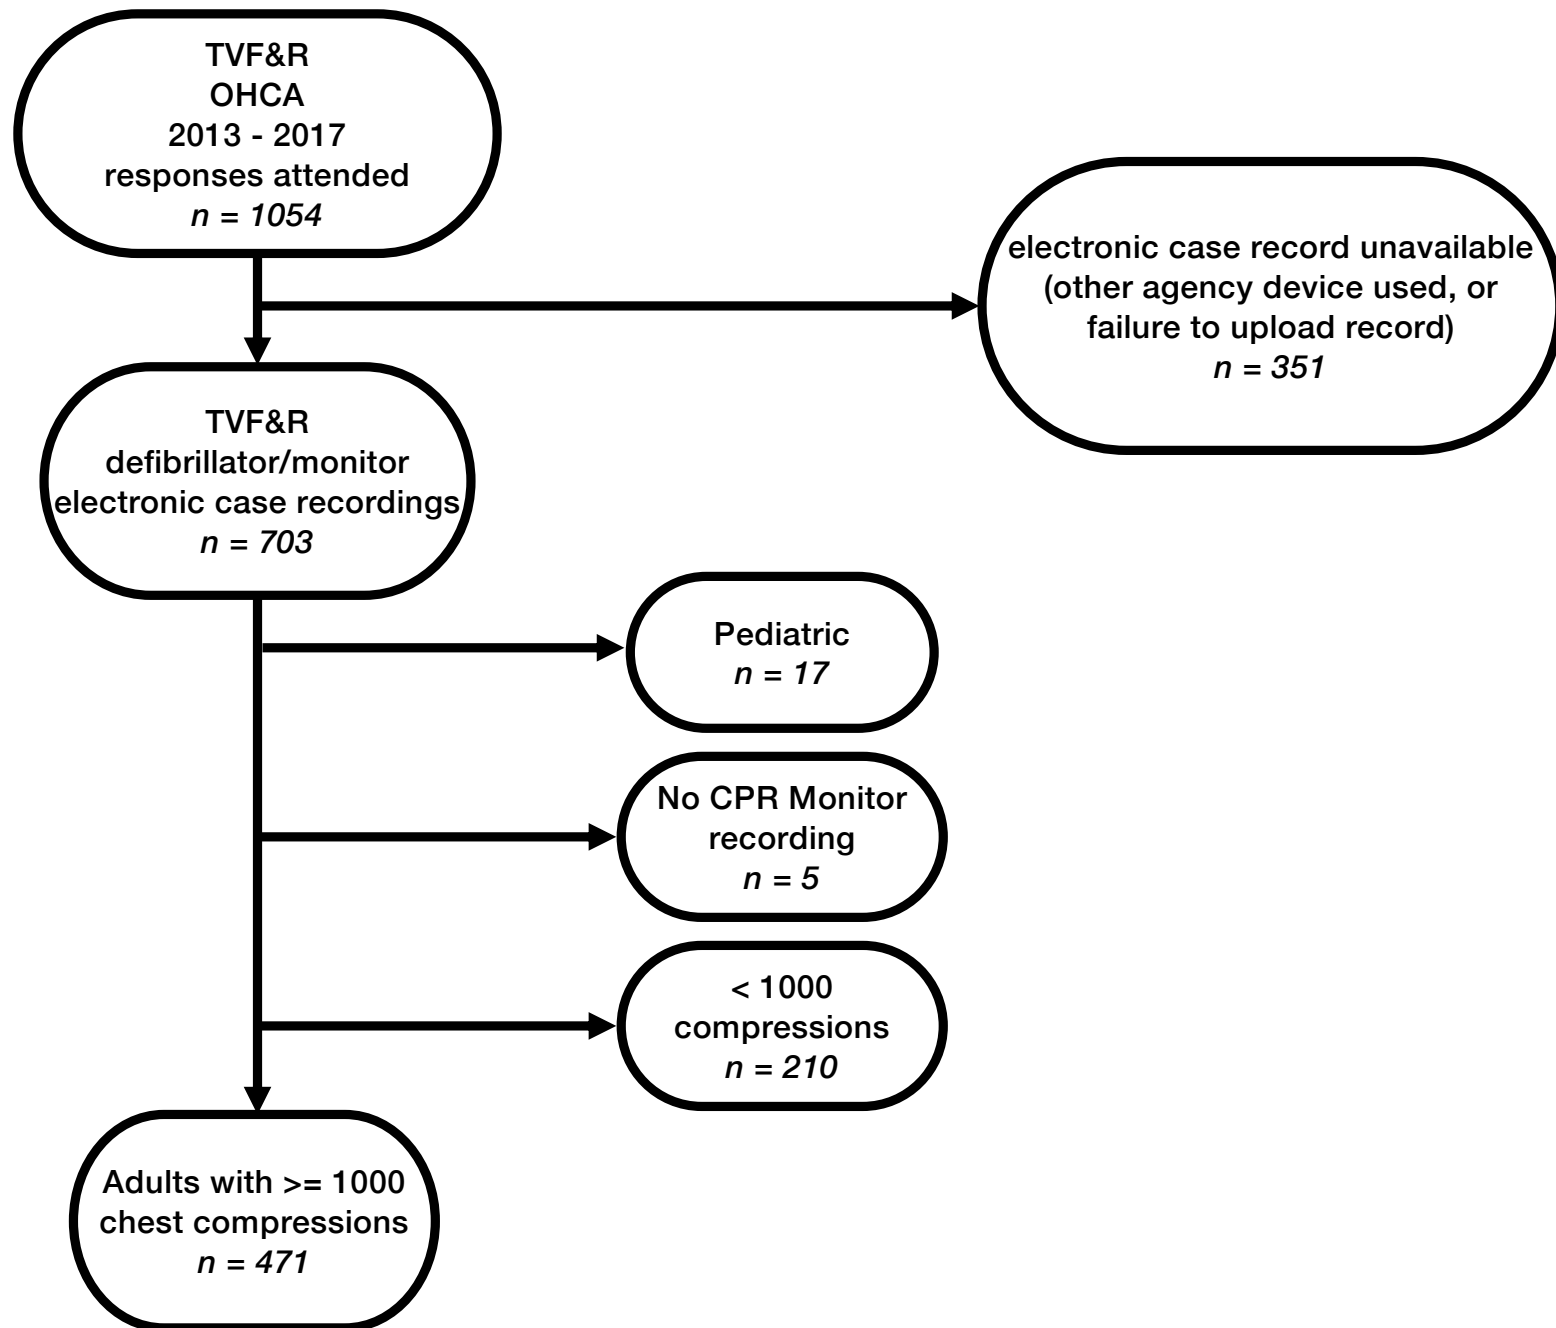 TVF&R
OHCA
2013 - 2017
responses attended
n = 1054
electronic case record unavailable
(other agency device used, or
failure to upload record)
n = 351
TVF&R
defibrillator/monitor
electronic case recordings
n = 703
Pediatric
n = 17
No CPR Monitor
recording
n = 5
< 1000
compressions
n = 210
Adults with >= 1000
chest compressions
n = 471